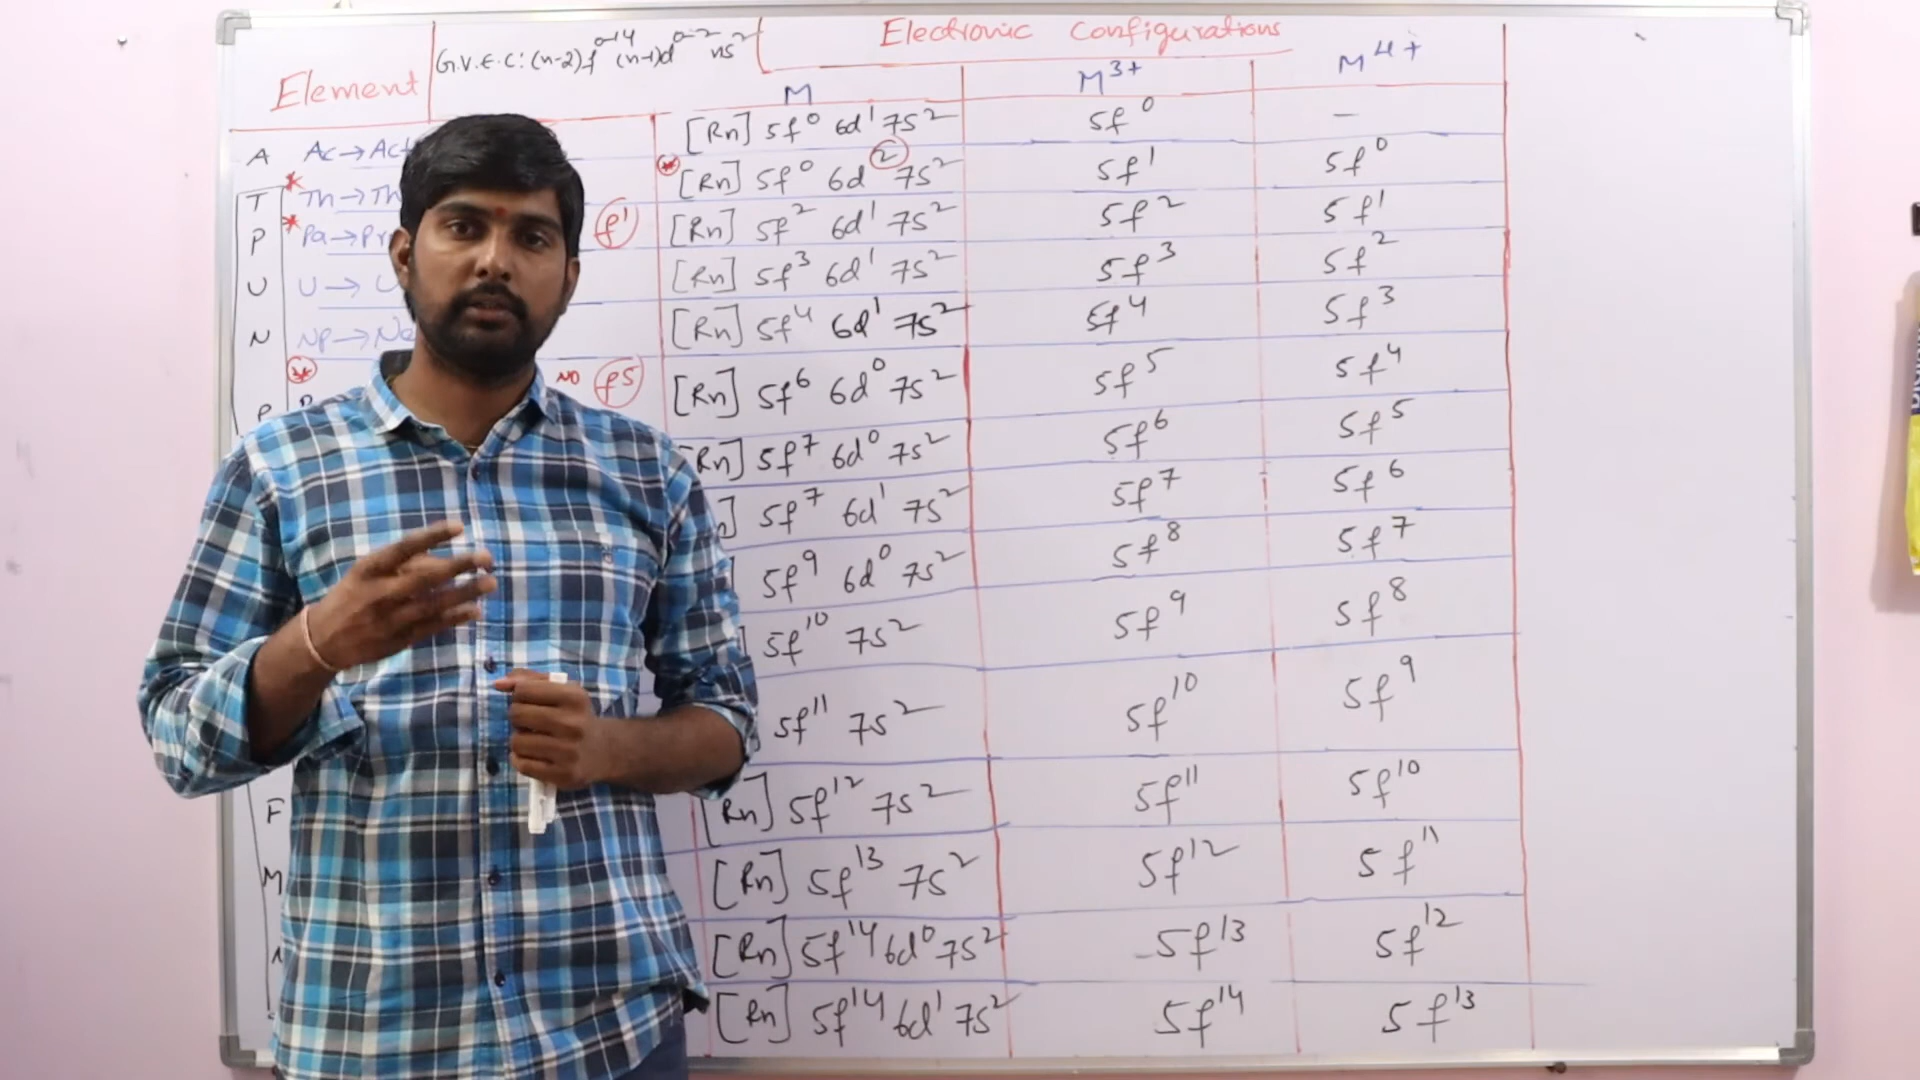 Electronic Configurations
G.V.E.C: (n-2)f⁰⁻¹⁴ (n-1)d⁰⁻² ns²
Element M M³⁺ M⁴⁺
A Ac→Act [Rn] 5f⁰ 6d¹ 7s² 5f⁰ —
T * Th→Th * [Rn] 5f⁰ 6d² 7s² 5f¹ 5f⁰
P * Pa→Pr f¹ [Rn] 5f² 6d¹ 7s² 5f² 5f¹
U U→U [Rn] 5f³ 6d¹ 7s² 5f³ 5f²
N Np→Ne [Rn] 5f⁴ 6d¹ 7s² 5f⁴ 5f³
P * NO f5 [Rn] 5f⁶ 6d⁰ 7s² 5f⁵ 5f⁴
Rn] 5f⁷ 6d⁰ 7s² 5f⁶ 5f⁵
] 5f⁷ 6d¹ 7s² 5f⁷ 5f⁶
] 5f⁹ 6d⁰ 7s² 5f⁸ 5f⁷
] 5f¹⁰ 7s² 5f⁹ 5f⁸
] 5f¹¹ 7s² 5f¹⁰ 5f⁹
F [Rn] 5f¹² 7s² 5f¹¹ 5f¹⁰
M [Rn] 5f¹³ 7s² 5f¹² 5f¹¹
[Rn] 5f¹⁴ 6d⁰ 7s² 5f¹³ 5f¹²
[Rn] 5f¹⁴ 6d¹ 7s² 5f¹⁴ 5f¹³